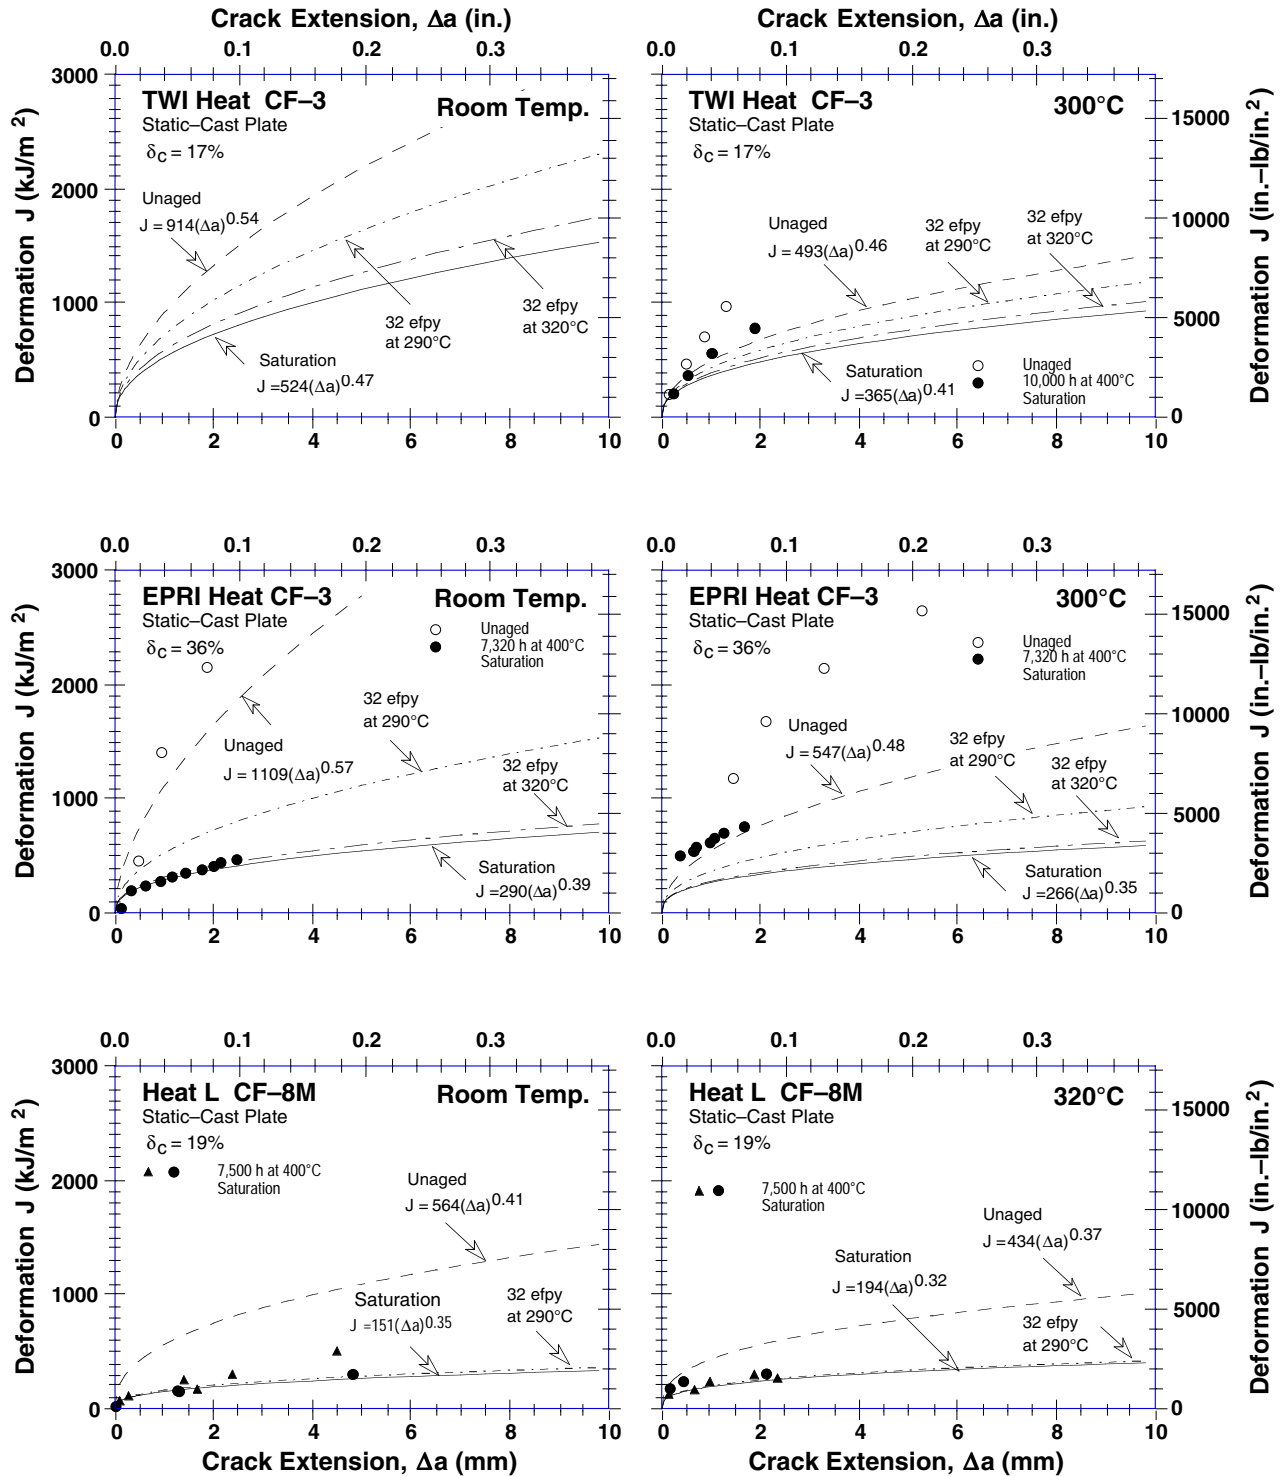 Crack Extension, Δa (in.)
Crack Extension, Δa (in.)
0.0 0.1 0.2 0.3
0.0 0.1 0.2 0.3
Deformation J (kJ/m 2)
3000
2000
1000
0
TWI Heat CF–3
Room Temp.
Static–Cast Plate
δC = 17%
Unaged
J = 914(Δa)0.54
32 efpy
at 290°C
32 efpy
at 320°C
Saturation
J =524(Δa)0.47
0 2 4 6 8 10
TWI Heat CF–3
300°C
Static–Cast Plate
δC = 17%
Unaged
J = 493(Δa)0.46
32 efpy
at 290°C
32 efpy
at 320°C
Saturation
J =365(Δa)0.41
Unaged
10,000 h at 400°C
Saturation
15000
10000
5000
0
Deformation J (in.–lb/in.2)
0 2 4 6 8 10
0.0 0.1 0.2 0.3
0.0 0.1 0.2 0.3
Deformation J (kJ/m 2)
3000
2000
1000
0
EPRI Heat CF–3
Room Temp.
Static–Cast Plate
δC = 36%
Unaged
7,320 h at 400°C
Saturation
32 efpy
at 290°C
Unaged
J = 1109(Δa)0.57
32 efpy
at 320°C
Saturation
J =290(Δa)0.39
0 2 4 6 8 10
EPRI Heat CF–3
300°C
Static–Cast Plate
δC = 36%
Unaged
7,320 h at 400°C
Saturation
Unaged
J = 547(Δa)0.48
32 efpy
at 290°C
32 efpy
at 320°C
Saturation
J =266(Δa)0.35
15000
10000
5000
0
Deformation J (in.–lb/in.2)
0 2 4 6 8 10
0.0 0.1 0.2 0.3
0.0 0.1 0.2 0.3
Deformation J (kJ/m 2)
3000
2000
1000
0
Heat L CF–8M
Room Temp.
Static–Cast Plate
δC = 19%
7,500 h at 400°C
Saturation
Unaged
J = 564(Δa)0.41
Saturation
J =151(Δa)0.35
32 efpy
at 290°C
0 2 4 6 8 10
Crack Extension, Δa (mm)
Heat L CF–8M
320°C
Static–Cast Plate
δC = 19%
7,500 h at 400°C
Saturation
Unaged
J =434(Δa)0.37
Saturation
J =194(Δa)0.32
32 efpy
at 290°C
15000
10000
5000
0
Deformation J (in.–lb/in.2)
0 2 4 6 8 10
Crack Extension, Δa (mm)